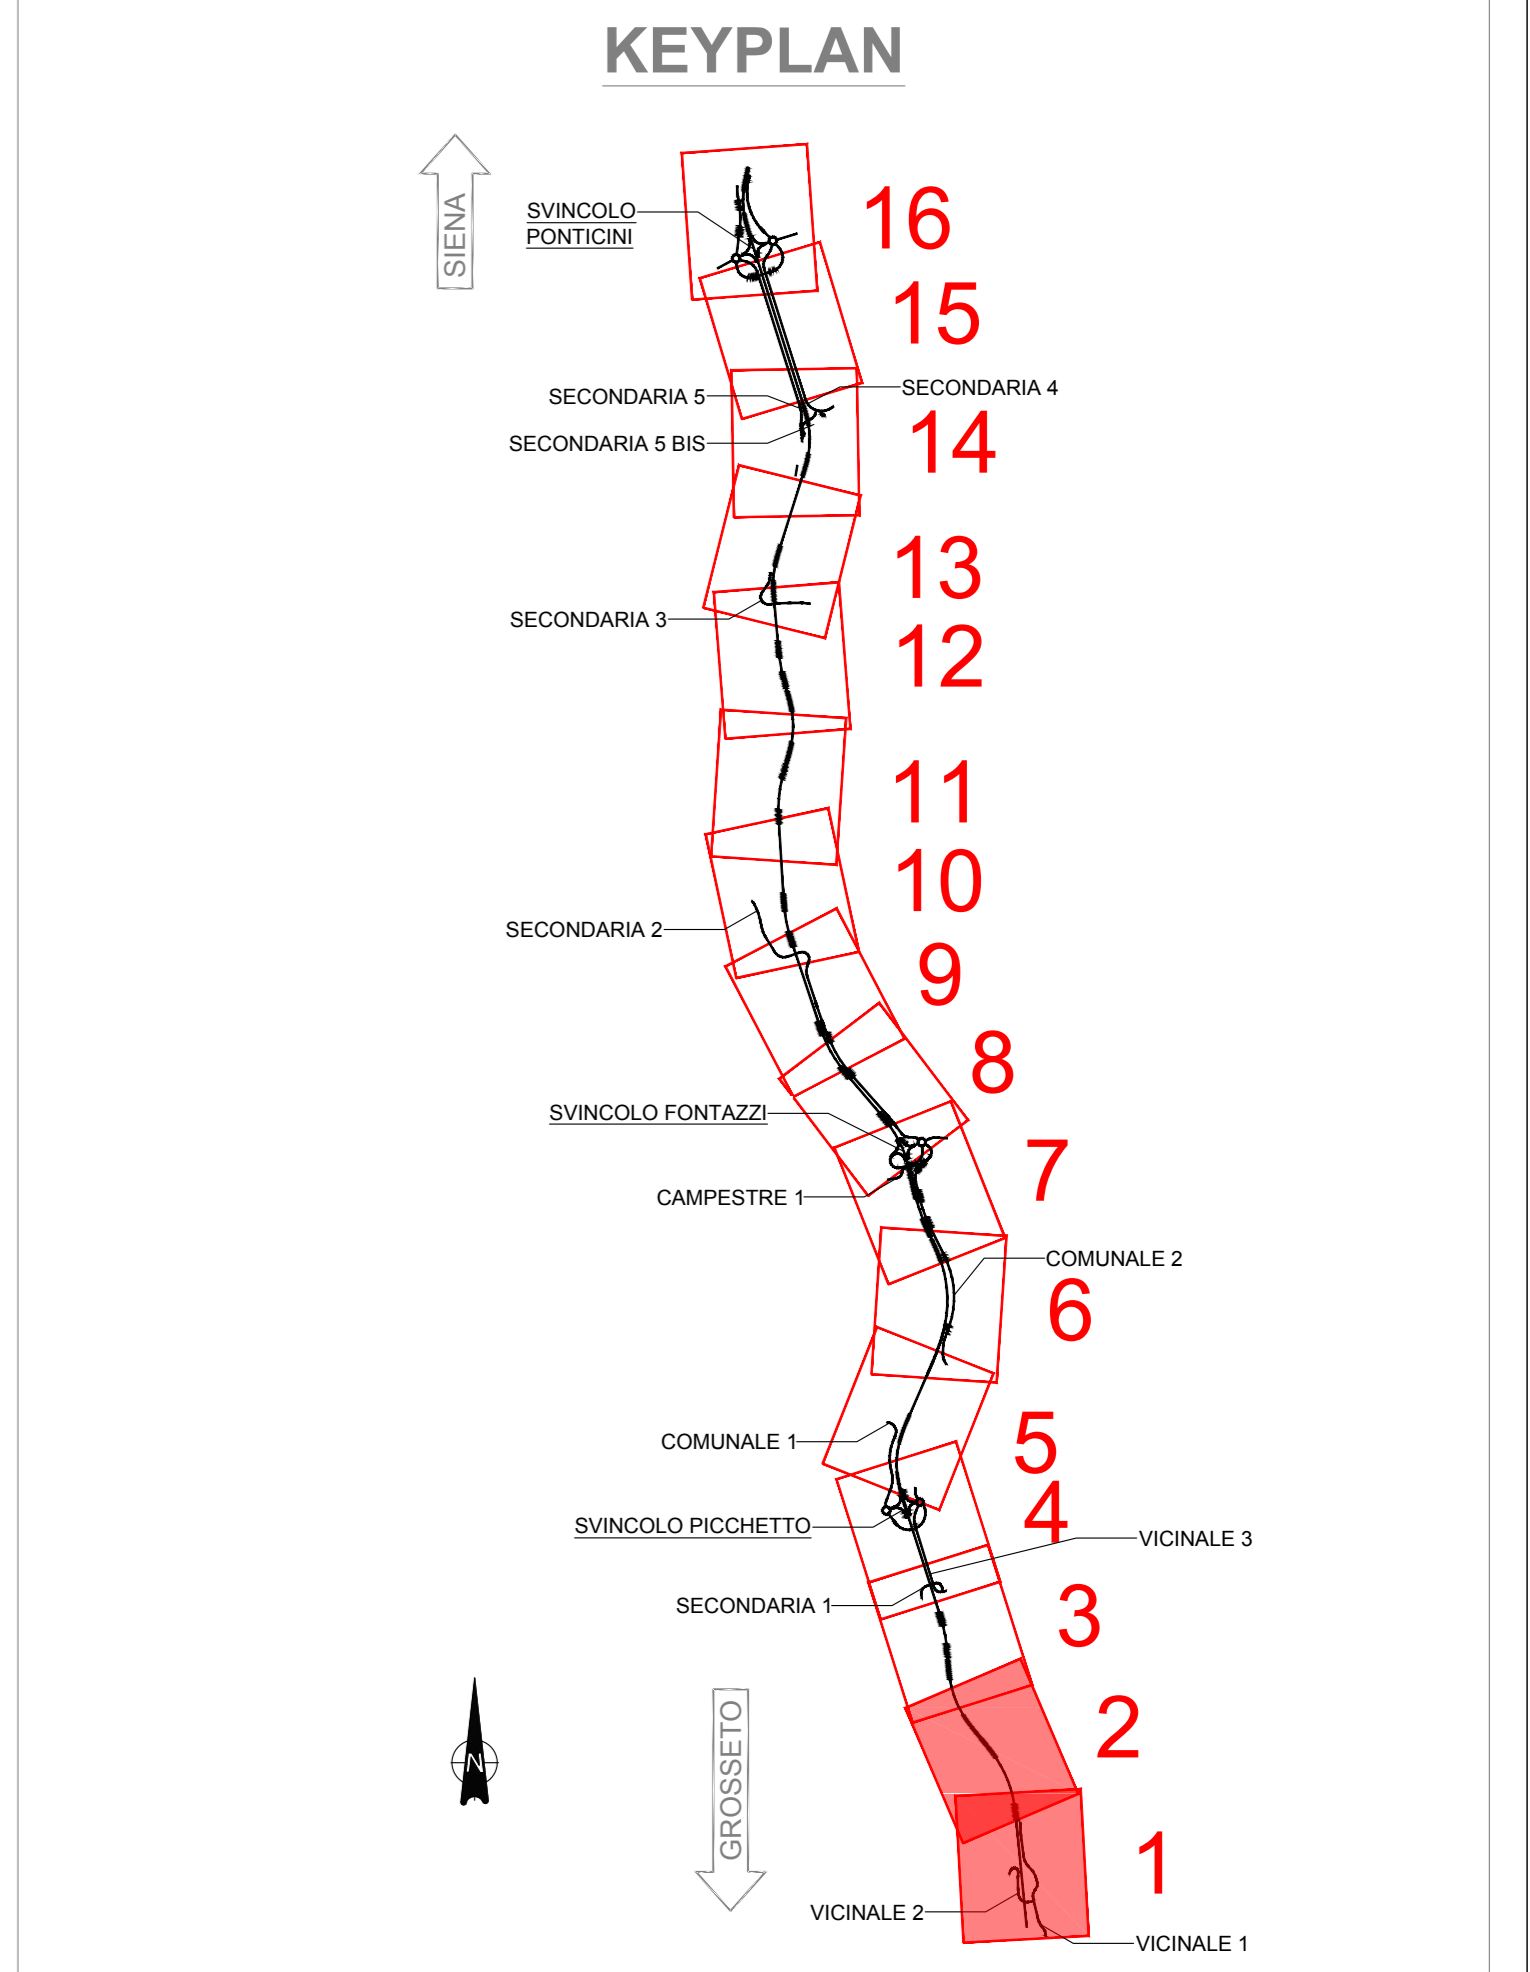 KEYPLAN
SIENA
SVINCOLO
PONTICINI
16
15
SECONDARIA 5
SECONDARIA 4
SECONDARIA 5 BIS
14
13
SECONDARIA 3
12
11
10
SECONDARIA 2
9
8
SVINCOLO FONTAZZI
7
CAMPESTRE 1
COMUNALE 2
6
COMUNALE 1
5
4
SVINCOLO PICCHETTO
VICINALE 3
SECONDARIA 1
3
2
GROSSETO
N
1
VICINALE 2
VICINALE 1